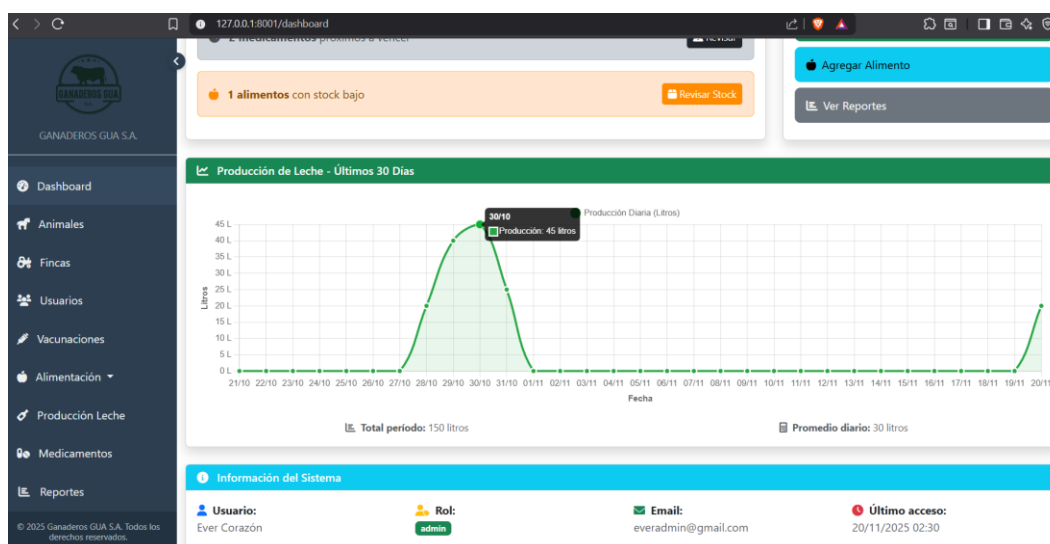 127.0.0.1:8001/dashboard
GANADEROS GUA
GANADEROS GUA S.A.
Dashboard
Animales
Fincas
Usuarios
Vacunaciones
Alimentación
Producción Leche
Medicamentos
Reportes
© 2025 Ganaderos GUA S.A. Todos los
derechos reservados.
2 medicamentos próximos a vencer
Revisar
1 alimentos con stock bajo
Revisar Stock
Agregar Alimento
Ver Reportes
Producción de Leche - Últimos 30 Días
Producción Diaria (Litros)
30/10
Producción: 45 litros
Litros
45 L
40 L
35 L
30 L
25 L
20 L
15 L
10 L
5 L
0 L
21/10 22/10 23/10 24/10 25/10 26/10 27/10 28/10 29/10 30/10 31/10 01/11 02/11 03/11 04/11 05/11 06/11 07/11 08/11 09/11 10/11 11/11 12/11 13/11 14/11 15/11 16/11 17/11 18/11 19/11 20/11
Fecha
Total período: 150 litros
Promedio diario: 30 litros
Información del Sistema
Usuario:
Ever Corazón
Rol:
admin
Email:
everadmin@gmail.com
Último acceso:
20/11/2025 02:30